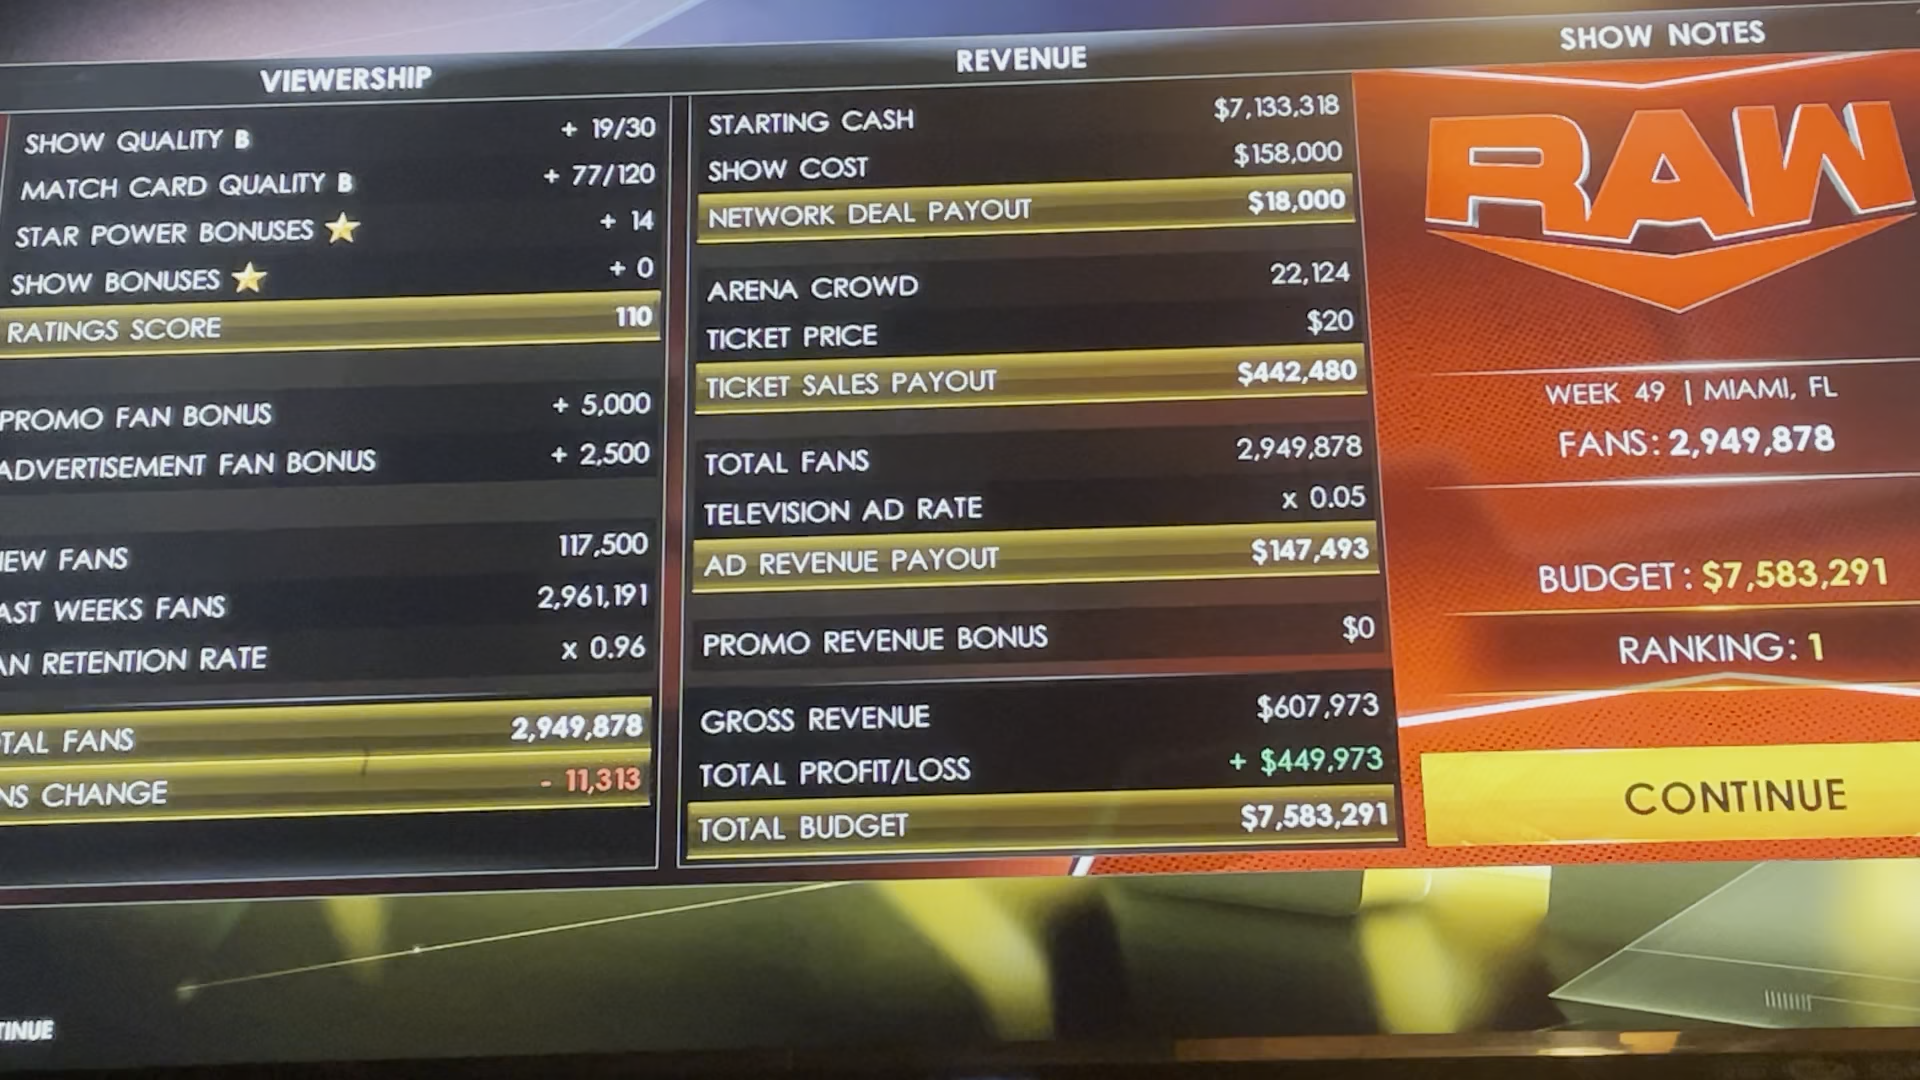 VIEWERSHIP
SHOW QUALITY B + 19/30
MATCH CARD QUALITY B + 77/120
STAR POWER BONUSES + 14
SHOW BONUSES + 0
RATINGS SCORE 110
PROMO FAN BONUS + 5,000
ADVERTISEMENT FAN BONUS + 2,500
EW FANS 117,500
AST WEEKS FANS 2,961,191
AN RETENTION RATE x 0.96
TAL FANS 2,949,878
NS CHANGE - 11,313
REVENUE
STARTING CASH $7,133,318
SHOW COST $158,000
NETWORK DEAL PAYOUT $18,000
ARENA CROWD 22,124
TICKET PRICE $20
TICKET SALES PAYOUT $442,480
TOTAL FANS 2,949,878
TELEVISION AD RATE x 0.05
AD REVENUE PAYOUT $147,493
PROMO REVENUE BONUS $0
GROSS REVENUE $607,973
TOTAL PROFIT/LOSS + $449,973
TOTAL BUDGET $7,583,291
SHOW NOTES
RAW
WEEK 49 | MIAMI, FL
FANS: 2,949,878
BUDGET: $7,583,291
RANKING: 1
CONTINUE
TINUE